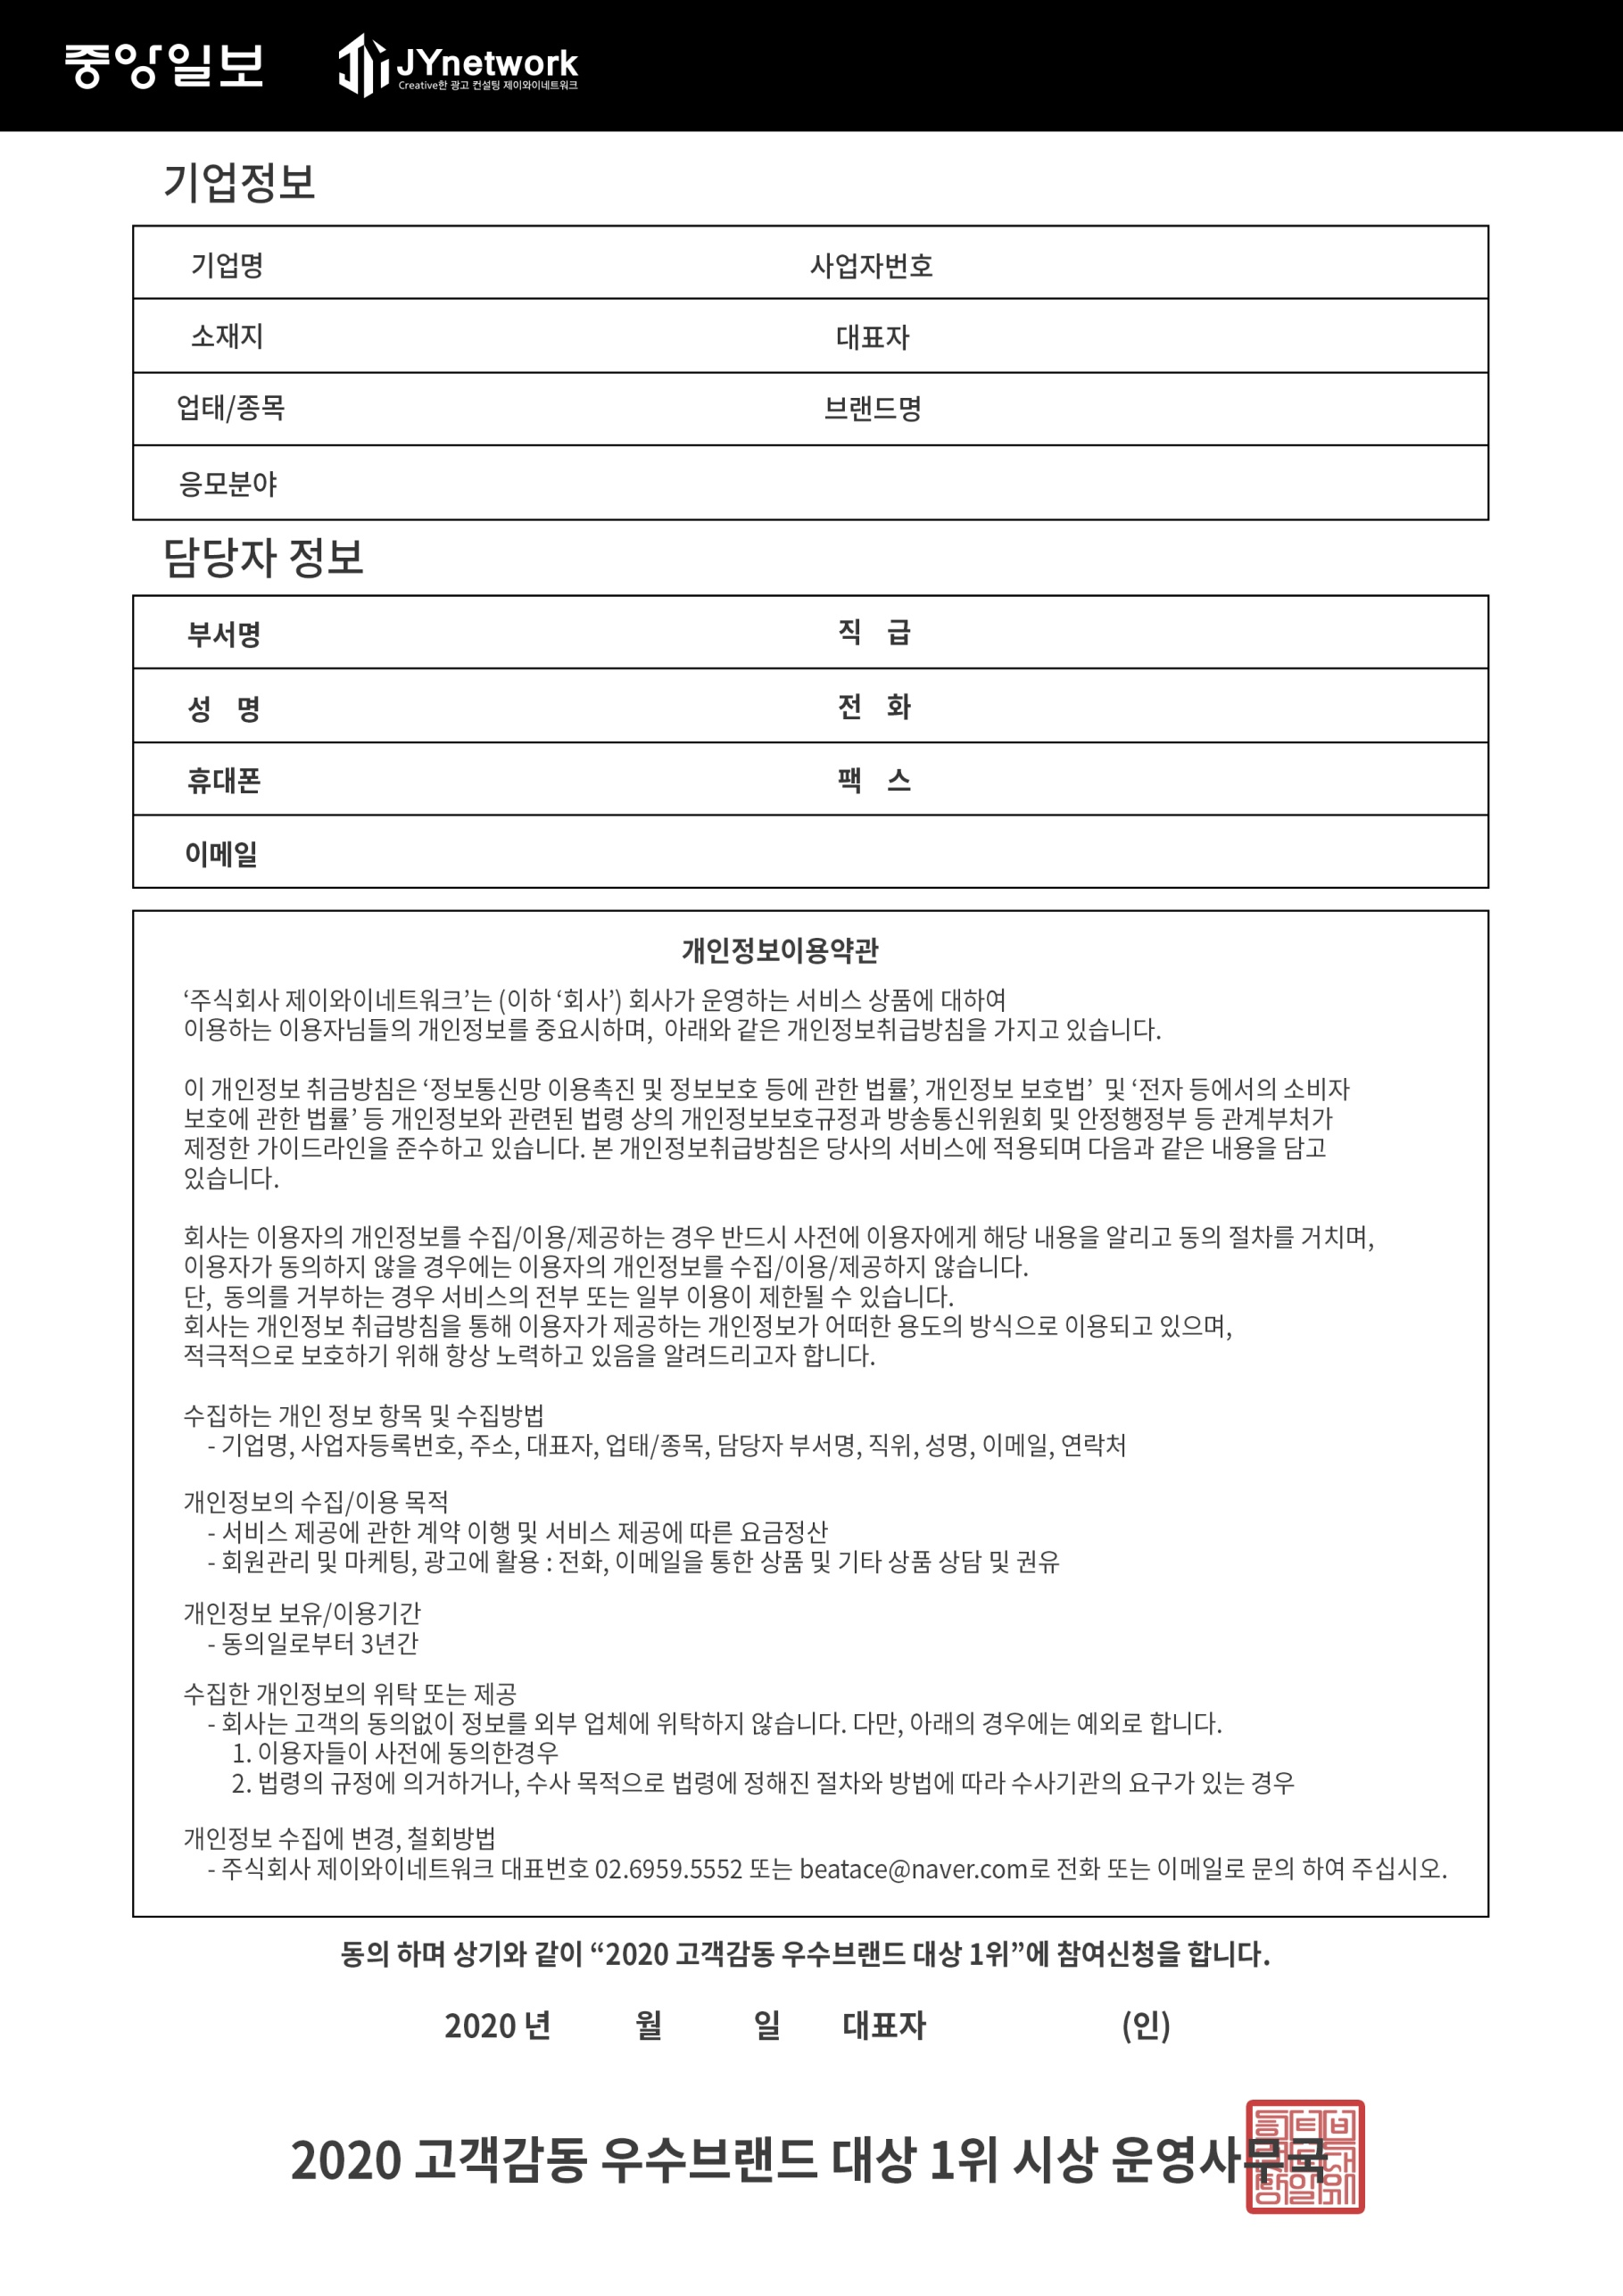 중앙일보 JYnetwork
Creative한 광고 컨설팅 제이와이네트워크
기업정보
기업명 사업자번호
소재지 대표자
업태/종목 브랜드명
응모분야
담당자 정보
부서명 직 급
성 명 전 화
휴대폰 팩 스
이메일
개인정보이용약관
‘주식회사 제이와이네트워크’는 (이하 ‘회사’) 회사가 운영하는 서비스 상품에 대하여
이용하는 이용자님들의 개인정보를 중요시하며, 아래와 같은 개인정보취급방침을 가지고 있습니다.
이 개인정보 취금방침은 ‘정보통신망 이용촉진 및 정보보호 등에 관한 법률’, 개인정보 보호법’ 및 ‘전자 등에서의 소비자
보호에 관한 법률’ 등 개인정보와 관련된 법령 상의 개인정보보호규정과 방송통신위원회 및 안정행정부 등 관계부처가
제정한 가이드라인을 준수하고 있습니다. 본 개인정보취급방침은 당사의 서비스에 적용되며 다음과 같은 내용을 담고
있습니다.
회사는 이용자의 개인정보를 수집/이용/제공하는 경우 반드시 사전에 이용자에게 해당 내용을 알리고 동의 절차를 거치며,
이용자가 동의하지 않을 경우에는 이용자의 개인정보를 수집/이용/제공하지 않습니다.
단, 동의를 거부하는 경우 서비스의 전부 또는 일부 이용이 제한될 수 있습니다.
회사는 개인정보 취급방침을 통해 이용자가 제공하는 개인정보가 어떠한 용도의 방식으로 이용되고 있으며,
적극적으로 보호하기 위해 항상 노력하고 있음을 알려드리고자 합니다.
수집하는 개인 정보 항목 및 수집방법
- 기업명, 사업자등록번호, 주소, 대표자, 업태/종목, 담당자 부서명, 직위, 성명, 이메일, 연락처
개인정보의 수집/이용 목적
- 서비스 제공에 관한 계약 이행 및 서비스 제공에 따른 요금정산
- 회원관리 및 마케팅, 광고에 활용 : 전화, 이메일을 통한 상품 및 기타 상품 상담 및 권유
개인정보 보유/이용기간
- 동의일로부터 3년간
수집한 개인정보의 위탁 또는 제공
- 회사는 고객의 동의없이 정보를 외부 업체에 위탁하지 않습니다. 다만, 아래의 경우에는 예외로 합니다.
1. 이용자들이 사전에 동의한경우
2. 법령의 규정에 의거하거나, 수사 목적으로 법령에 정해진 절차와 방법에 따라 수사기관의 요구가 있는 경우
개인정보 수집에 변경, 철회방법
- 주식회사 제이와이네트워크 대표번호 02.6959.5552 또는 beatace@naver.com로 전화 또는 이메일로 문의 하여 주십시오.
동의 하며 상기와 같이 “2020 고객감동 우수브랜드 대상 1위”에 참여신청을 합니다.
2020 년 월 일 대표자 (인)
2020 고객감동 우수브랜드 대상 1위 시상 운영사무국